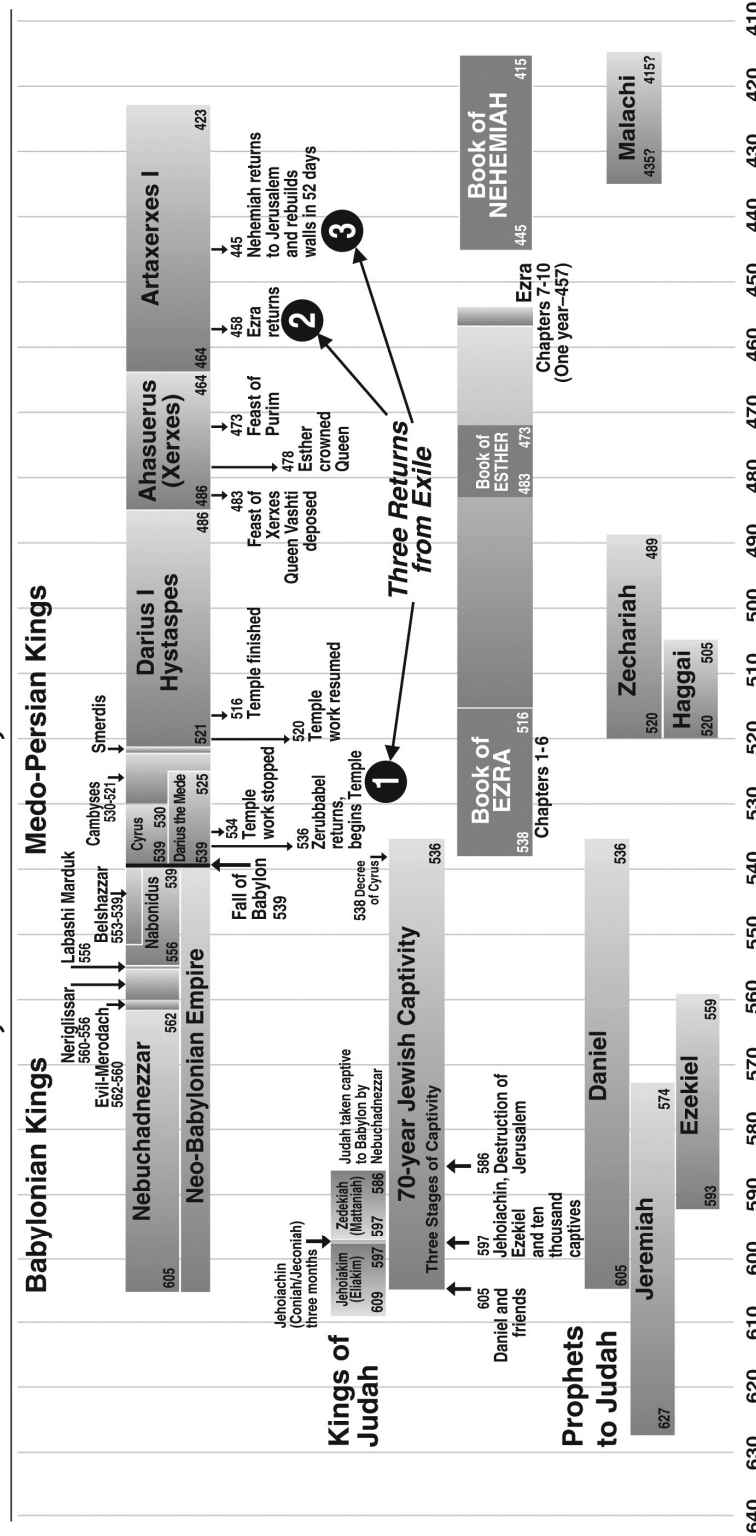 Babylonian Kings
Medo-Persian Kings
Neriglissar
560-556
Labashi Marduk
556
Evil-Merodach
562-560
Belshazzar
553-539
Cambyses
530-521
Smerdis
605
Nebuchadnezzar
562
556
Nabonidus
539
539
Cyrus
530
539
Darius the Mede
525
521
Darius I
Hystaspes
486
486
Ahasuerus
(Xerxes)
464
464
Artaxerxes I
423
Neo-Babylonian Empire
Fall of
Babylon
539
534
Temple
work stopped
536
Zerubbabel
returns,
begins Temple
516
Temple finished
520
Temple
work resumed
483
Feast of
Xerxes
Queen Vashti
deposed
478
Esther
crowned
Queen
473
Feast of
Purim
458
Ezra
returns
445
Nehemiah returns
to Jerusalem
and rebuilds
walls in 52 days
1
2
3
Three Returns
from Exile
Kings of
Judah
Jehoiachin
(Coniah/Jeconiah)
three months
Jehoiakim
(Eliakim)
609
597
Zedekiah
(Mattaniah)
597
586
Judah taken captive
to Babylon by
Nebuchadnezzar
538 Decree
of Cyrus
70-year Jewish Captivity
536
Three Stages of Captivity
605
Daniel and
friends
597
Jehoiachin,
Ezekiel
and ten
thousand
captives
586
Destruction of
Jerusalem
538
Book of
EZRA
516
Chapters 1-6
Book of
ESTHER
483
473
Ezra
Chapters 7-10
(One year–457)
445
Book of
NEHEMIAH
415
Prophets
to Judah
605
Daniel
536
627
Jeremiah
574
593
Ezekiel
559
520
Zechariah
489
520
Haggai
505
435?
Malachi
415?
640 630 620 610 600 590 580 570 560 550 540 530 520 510 500 490 480 470 460 450 440 430 420 410